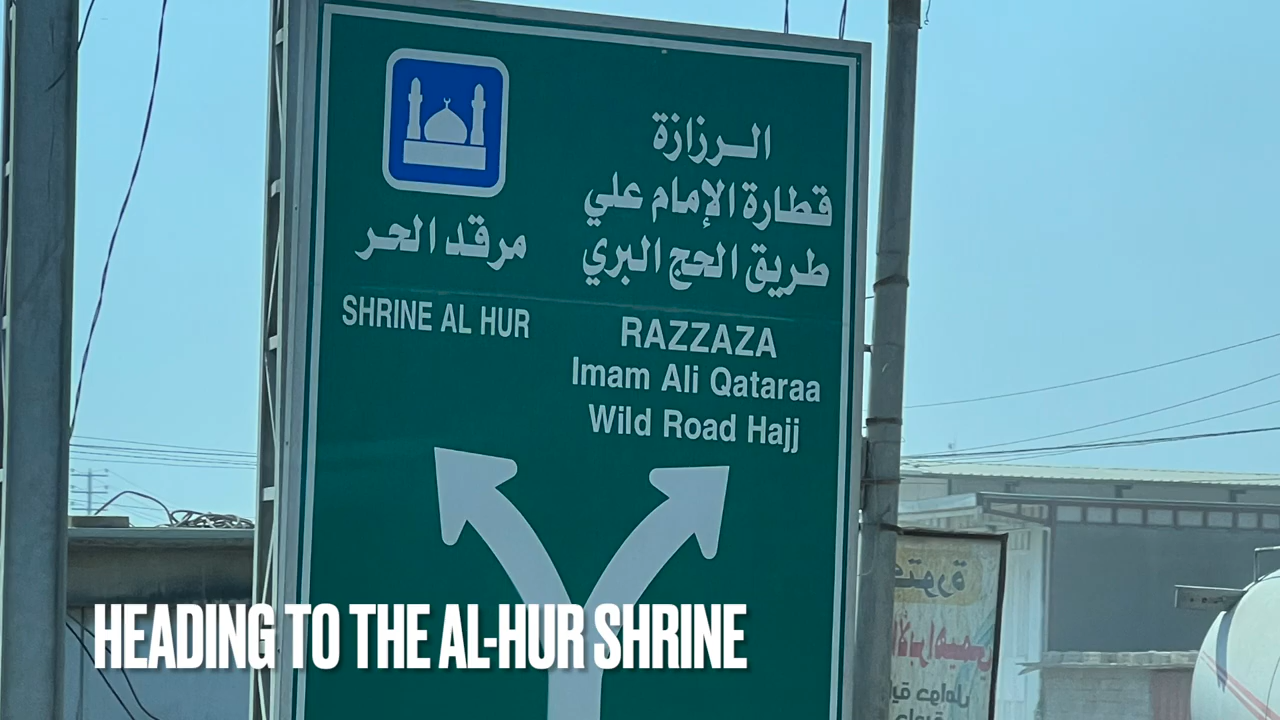 مرقد الحر
SHRINE AL HUR
الرزازة
قطارة الإمام علي
طريق الحج البري
RAZZAZA
Imam Ali Qataraa
Wild Road Hajj
HEADING TO THE AL-HUR SHRINE